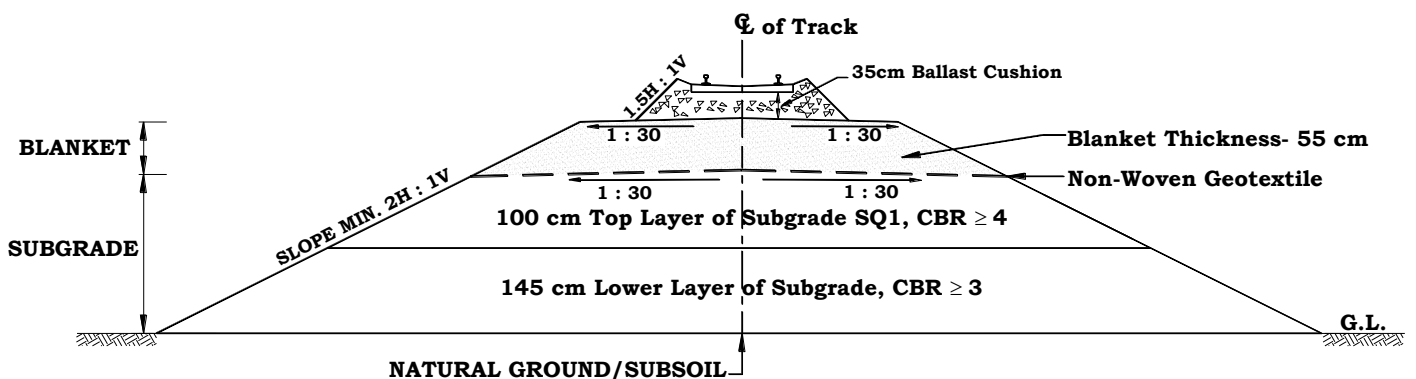 ℄ of Track
1.5H : 1V
35cm Ballast Cushion
1 : 30
1 : 30
BLANKET
Blanket Thickness- 55 cm
Non-Woven Geotextile
1 : 30
1 : 30
SLOPE MIN. 2H : 1V
100 cm Top Layer of Subgrade SQ1, CBR ≥ 4
SUBGRADE
145 cm Lower Layer of Subgrade, CBR ≥ 3
G.L.
NATURAL GROUND/SUBSOIL